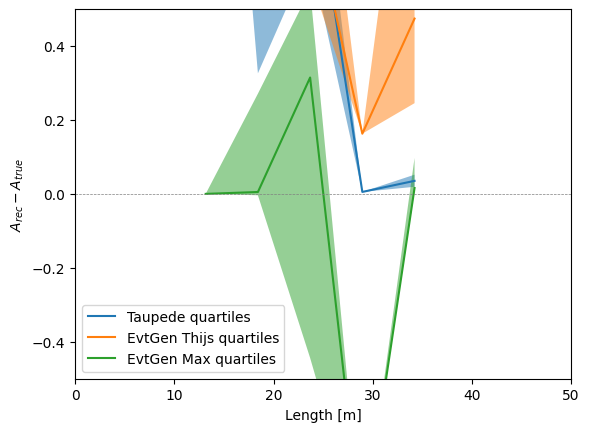 0.4
0.2
0.0
−0.2
−0.4
A_rec − A_true
Taupede quartiles
EvtGen Thijs quartiles
EvtGen Max quartiles
0 10 20 30 40 50
Length [m]